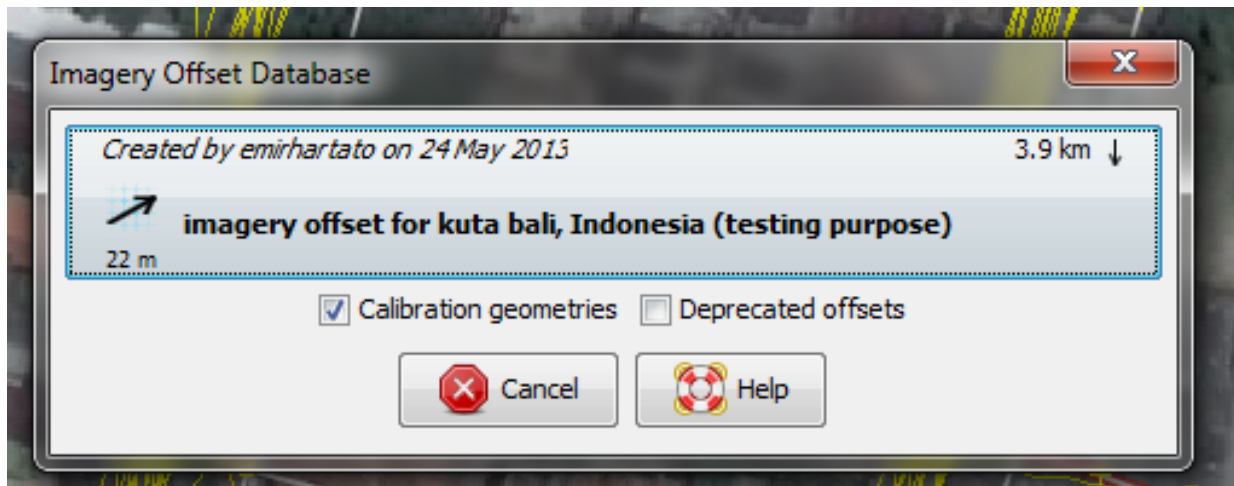 Imagery Offset Database
Created by emirhartato on 24 May 2013 3.9 km ↓
imagery offset for kuta bali, Indonesia (testing purpose)
22 m
Calibration geometries Deprecated offsets
Cancel Help